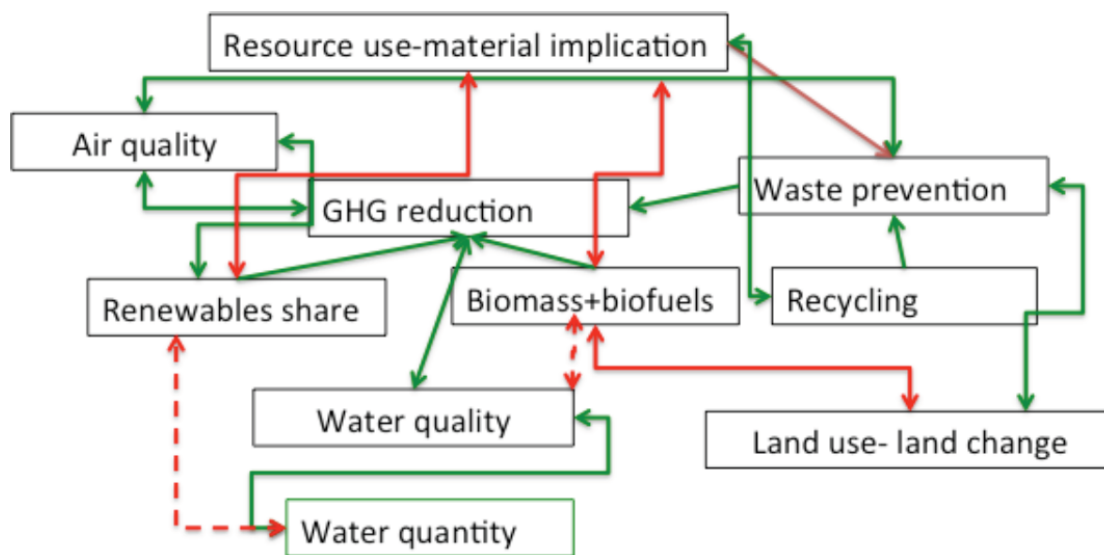 Resource use-material implication
Air quality
Waste prevention
GHG reduction
Renewables share
Biomass+biofuels
Recycling
Water quality
Land use- land change
Water quantity